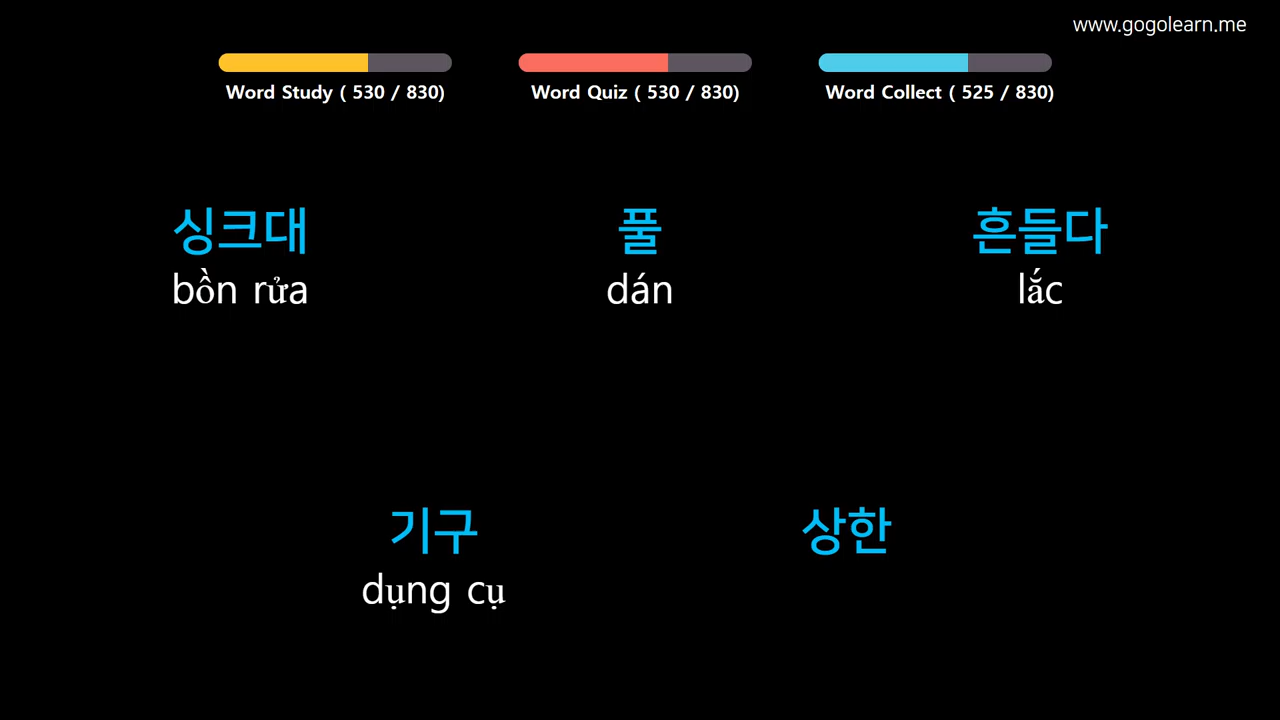 www.gogolearn.me
Word Study ( 530 / 830)
Word Quiz ( 530 / 830)
Word Collect ( 525 / 830)
싱크대
bồn rửa
풀
dán
흔들다
lắc
기구
dụng cụ
상한